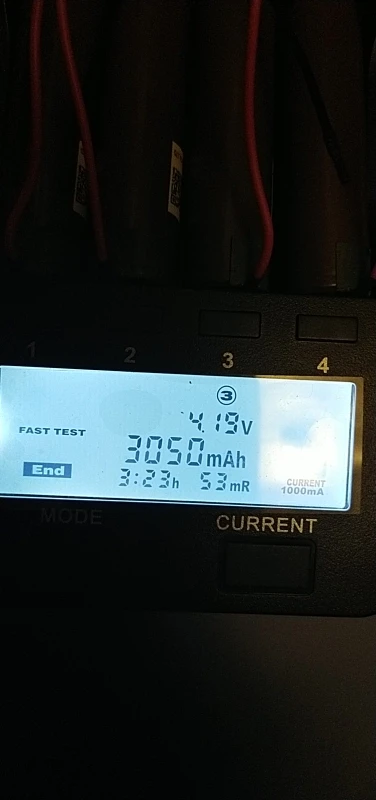 1 2 3 4
3
4.19V
FAST TEST
3050mAh
End
3:23h 53mR
CURRENT
1000mA
MODE CURRENT